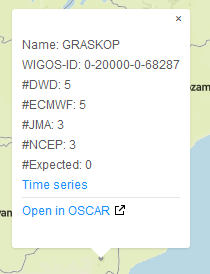 ×
Name: GRASKOP
WIGOS-ID: 0-20000-0-68287
#DWD: 5
#ECMWF: 5
#JMA: 3
#NCEP: 3
#Expected: 0
Time series
Open in OSCAR